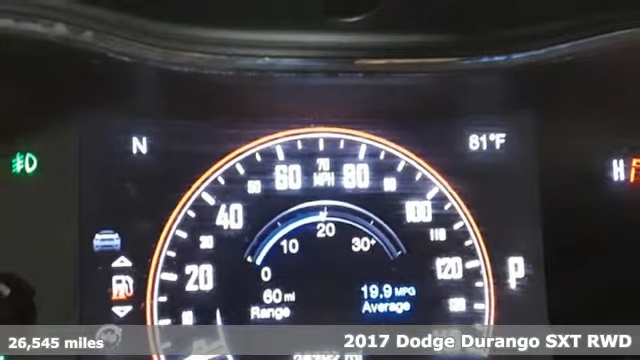 N
81°F
H
70
60 MPH 80
50 90
40 100
30 110
20 120
10 20 30+
0
P
60 mi 19.9 MPG
Range Average
26,545 miles
2017 Dodge Durango SXT RWD